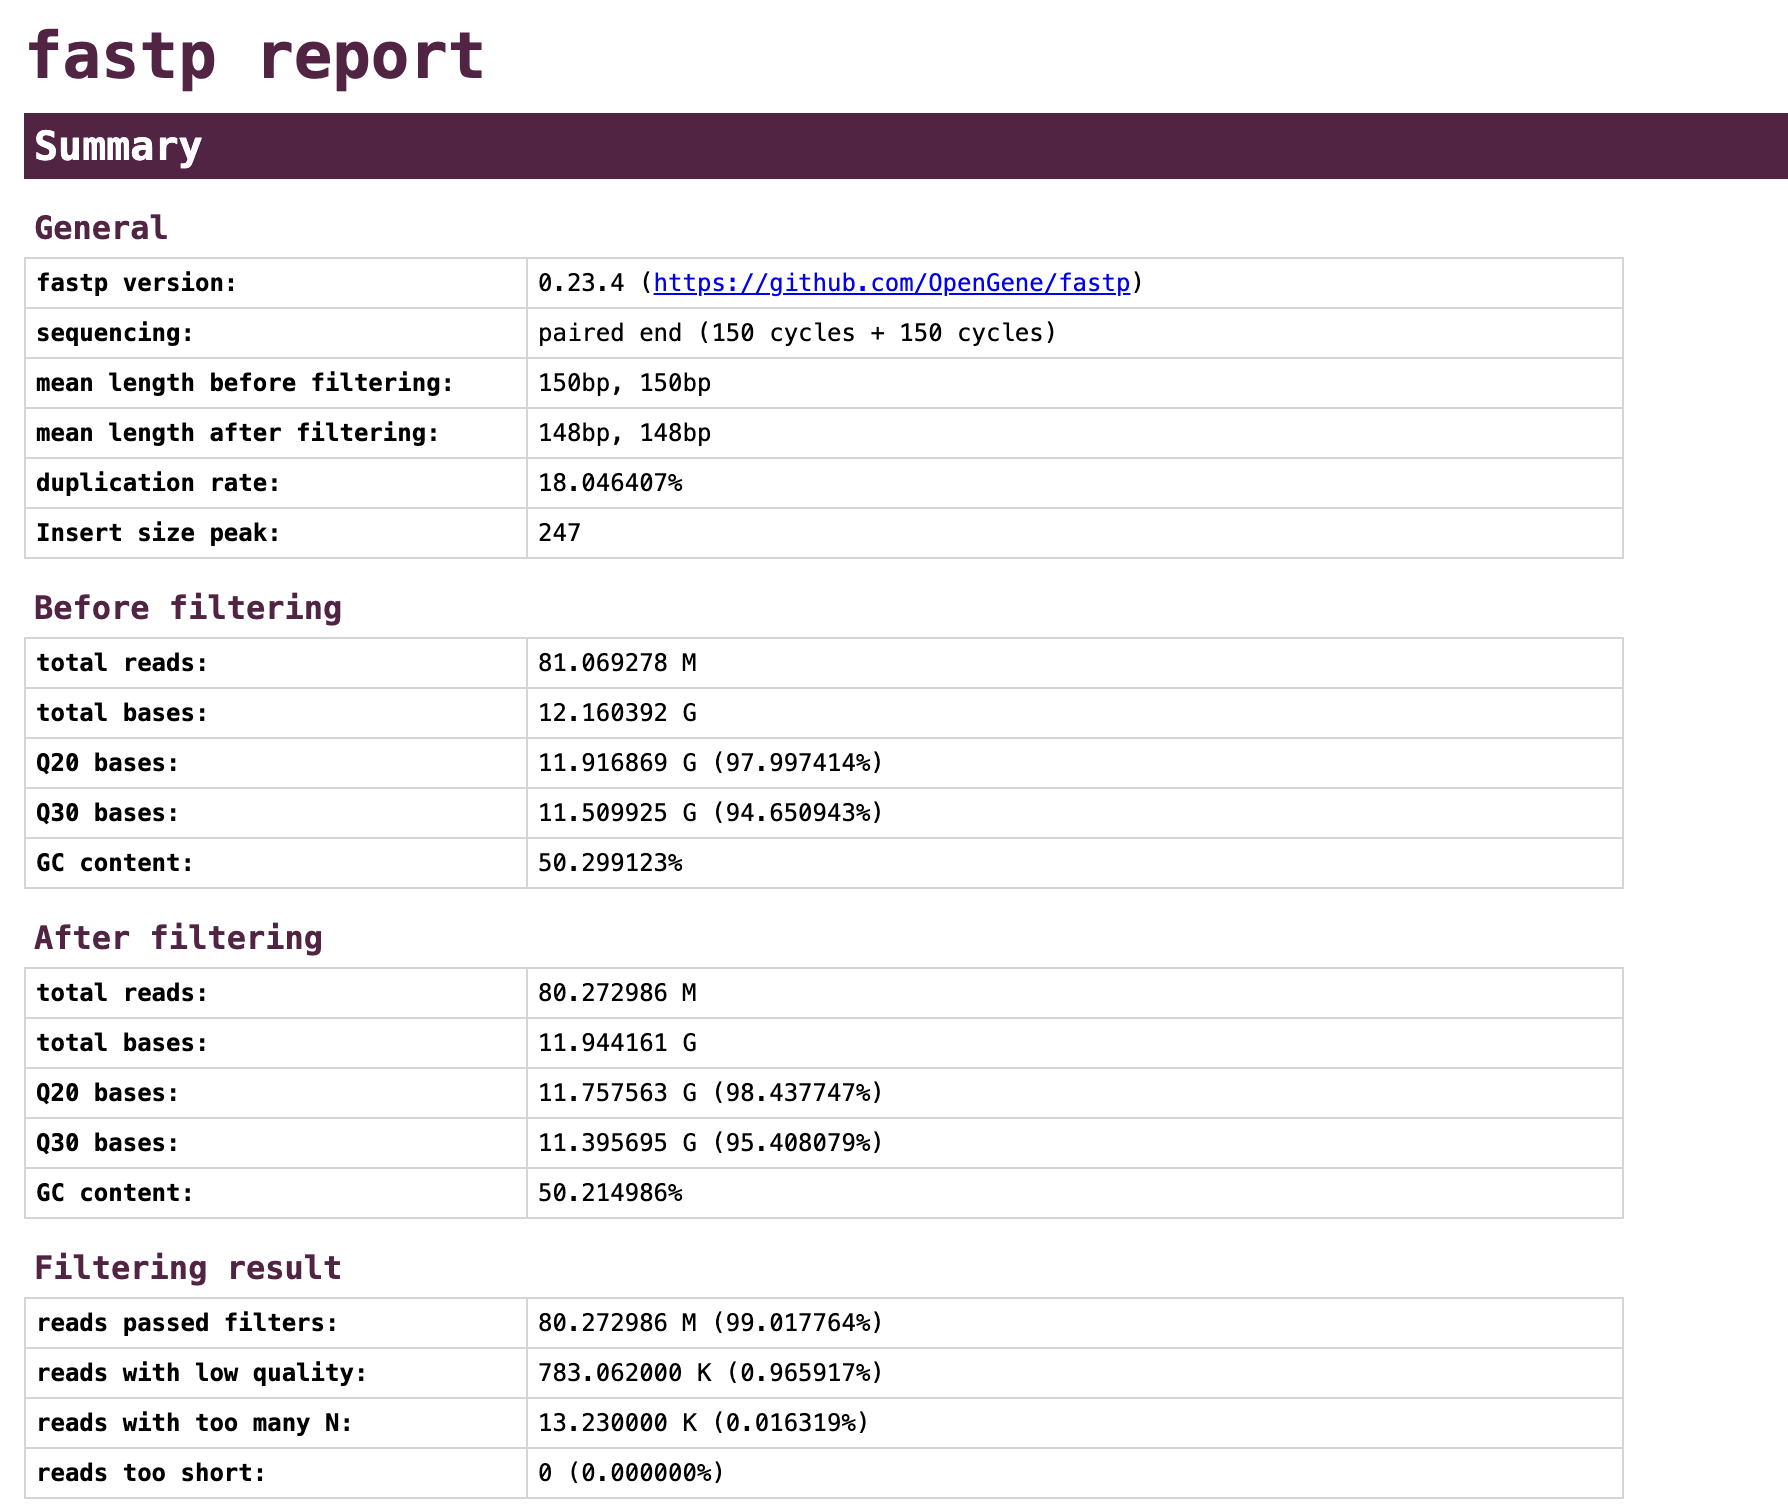 fastp report
Summary
General
fastp version: 0.23.4 (https://github.com/OpenGene/fastp)
sequencing: paired end (150 cycles + 150 cycles)
mean length before filtering: 150bp, 150bp
mean length after filtering: 148bp, 148bp
duplication rate: 18.046407%
Insert size peak: 247
Before filtering
total reads: 81.069278 M
total bases: 12.160392 G
Q20 bases: 11.916869 G (97.997414%)
Q30 bases: 11.509925 G (94.650943%)
GC content: 50.299123%
After filtering
total reads: 80.272986 M
total bases: 11.944161 G
Q20 bases: 11.757563 G (98.437747%)
Q30 bases: 11.395695 G (95.408079%)
GC content: 50.214986%
Filtering result
reads passed filters: 80.272986 M (99.017764%)
reads with low quality: 783.062000 K (0.965917%)
reads with too many N: 13.230000 K (0.016319%)
reads too short: 0 (0.000000%)